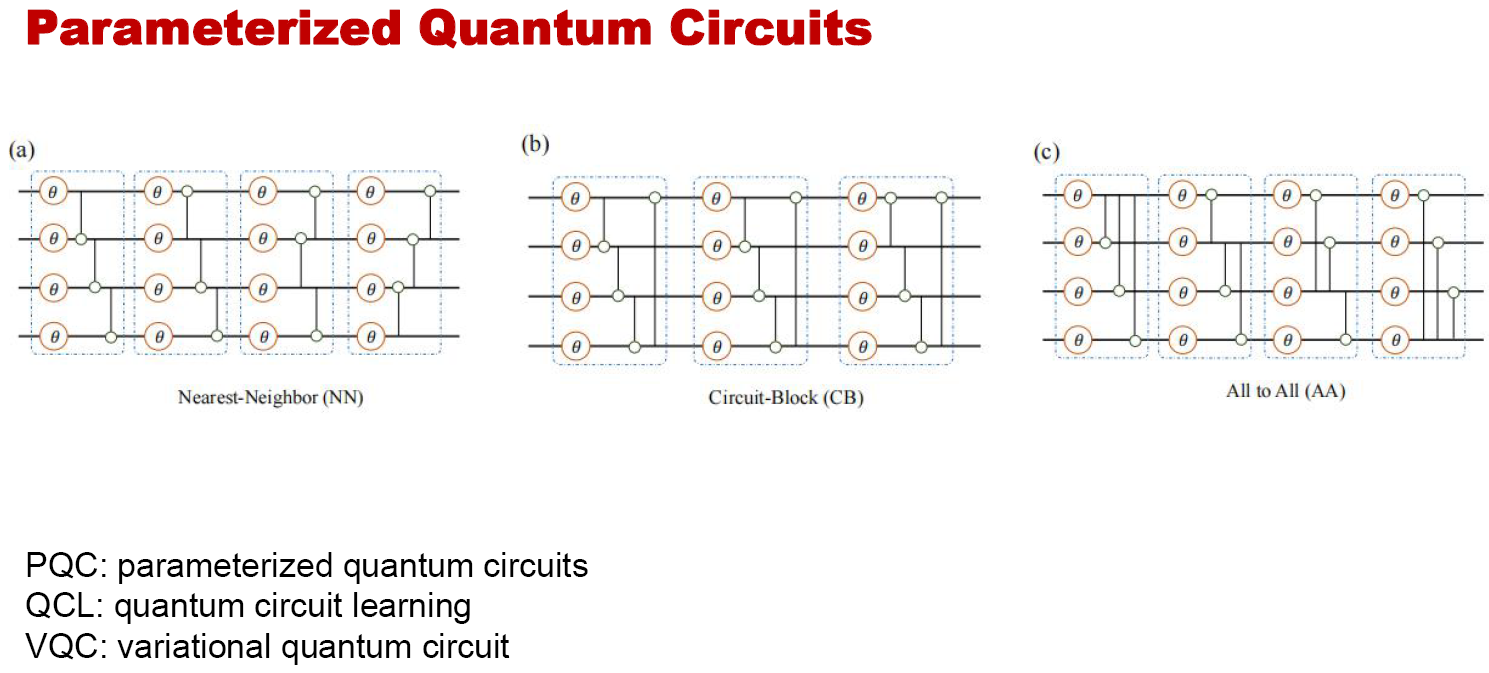 Parameterized Quantum Circuits
(a)
θ θ θ θ
θ θ θ θ
θ θ θ θ
θ θ θ θ
Nearest-Neighbor (NN)
(b)
θ θ θ
θ θ θ
θ θ θ
θ θ θ
Circuit-Block (CB)
(c)
θ θ θ θ
θ θ θ θ
θ θ θ θ
θ θ θ θ
All to All (AA)
PQC: parameterized quantum circuits
QCL: quantum circuit learning
VQC: variational quantum circuit